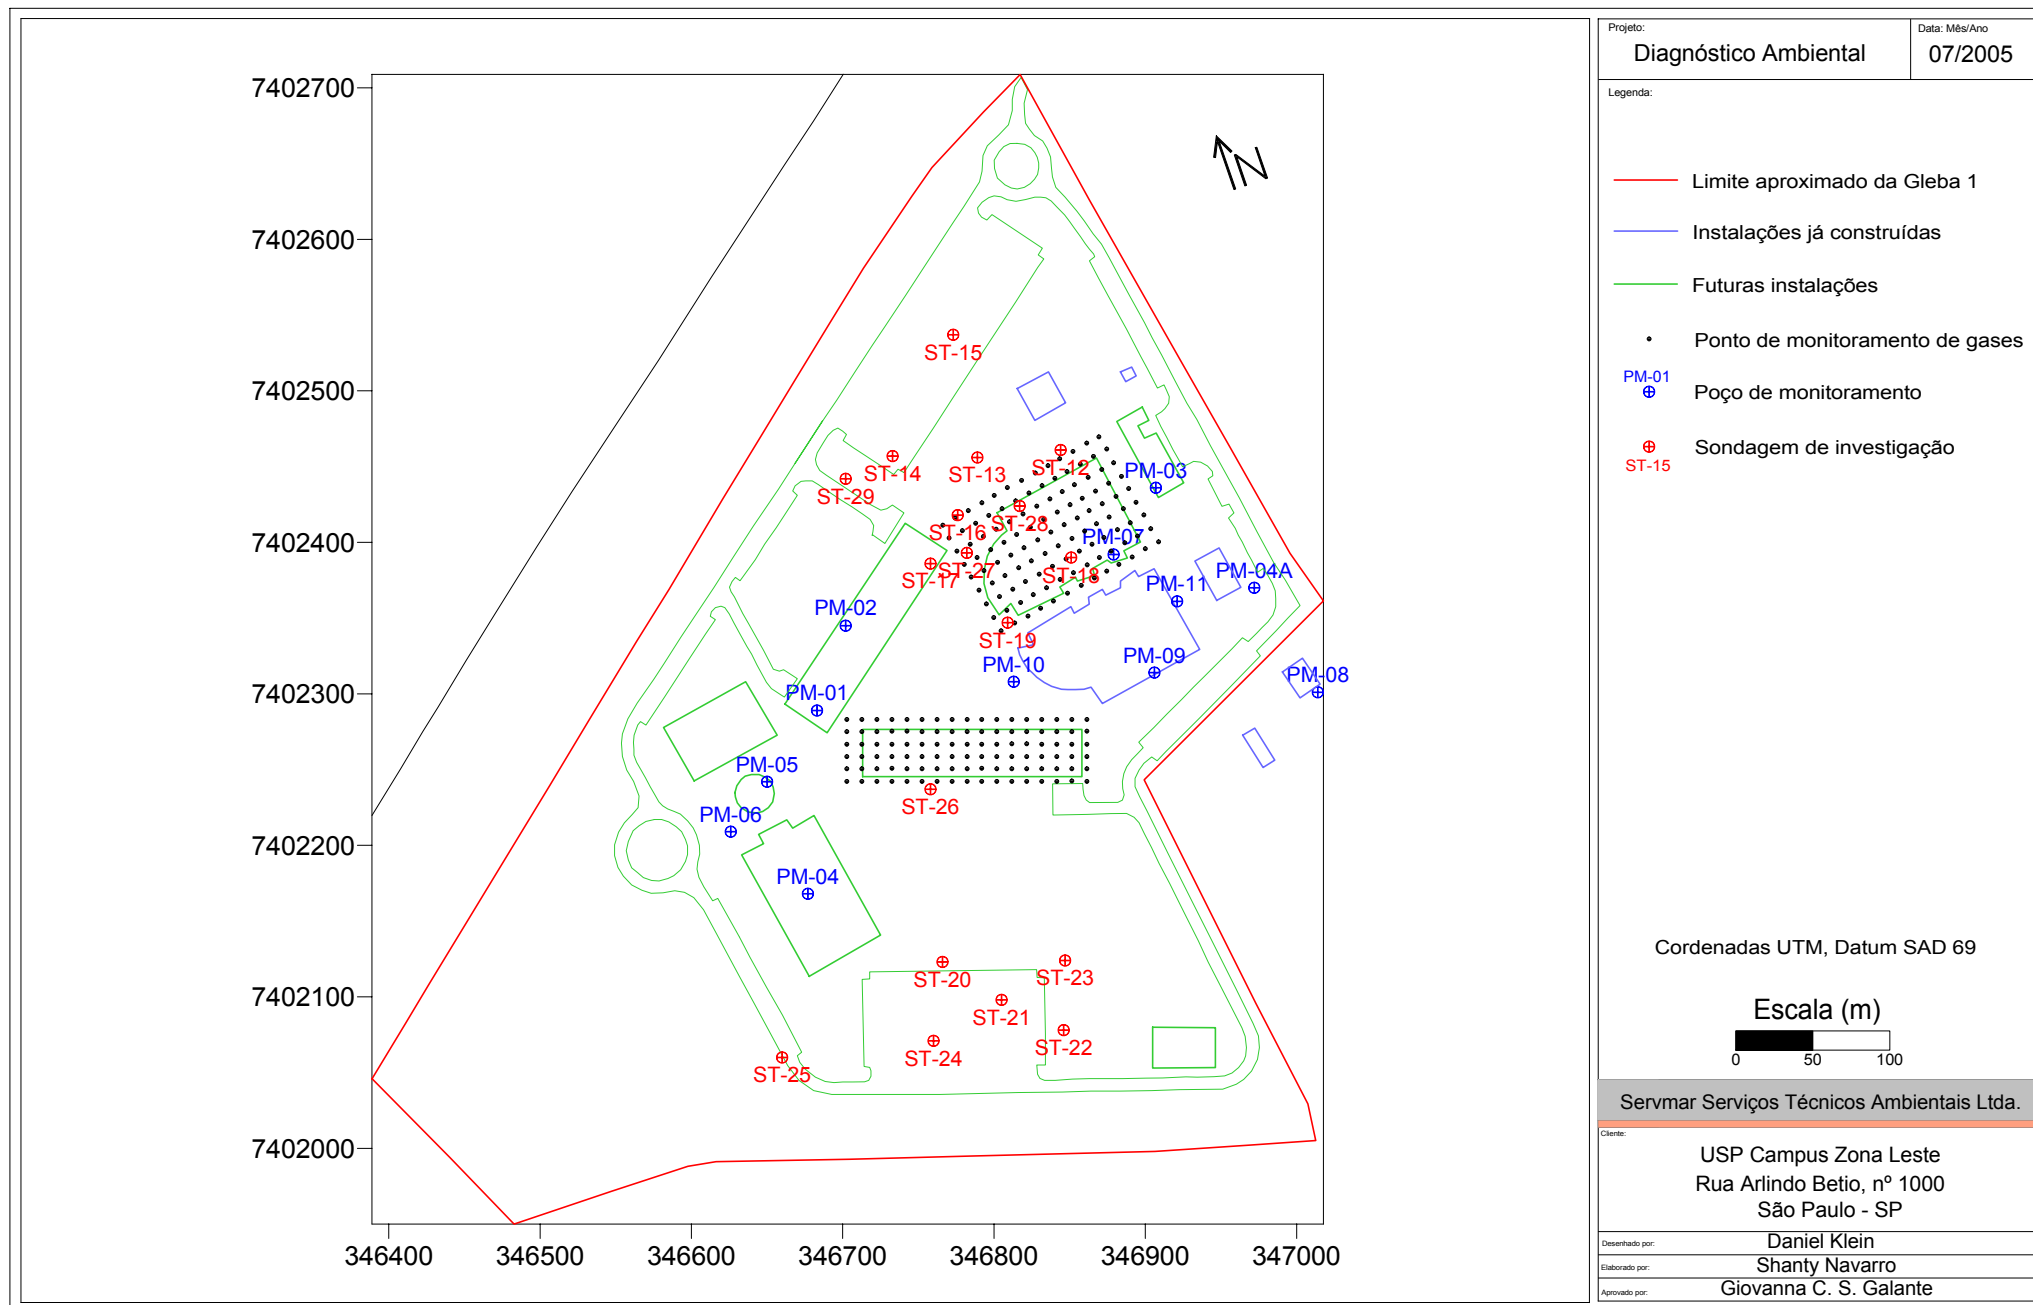 7402700
7402600
7402500
7402400
7402300
7402200
7402100
7402000
346400
346500
346600
346700
346800
346900
347000
N
ST-15
ST-14
ST-13
ST-12
ST-29
PM-03
ST-16
ST-28
PM-07
ST-17
ST-27
ST-18
PM-11
PM-04A
PM-02
ST-19
PM-10
PM-09
PM-08
PM-01
PM-05
ST-26
PM-06
PM-04
ST-20
ST-23
ST-21
ST-24
ST-22
ST-25
Projeto:
Diagnóstico Ambiental
Data: Mês/Ano
07/2005
Legenda:
Limite aproximado da Gleba 1
Instalações já construídas
Futuras instalações
Ponto de monitoramento de gases
PM-01
Poço de monitoramento
Sondagem de investigação
ST-15
Cordenadas UTM, Datum SAD 69
Escala (m)
0 50 100
Servmar Serviços Técnicos Ambientais Ltda.
Cliente:
USP Campus Zona Leste
Rua Arlindo Betio, nº 1000
São Paulo - SP
Desenhado por:
Daniel Klein
Elaborado por:
Shanty Navarro
Aprovado por:
Giovanna C. S. Galante